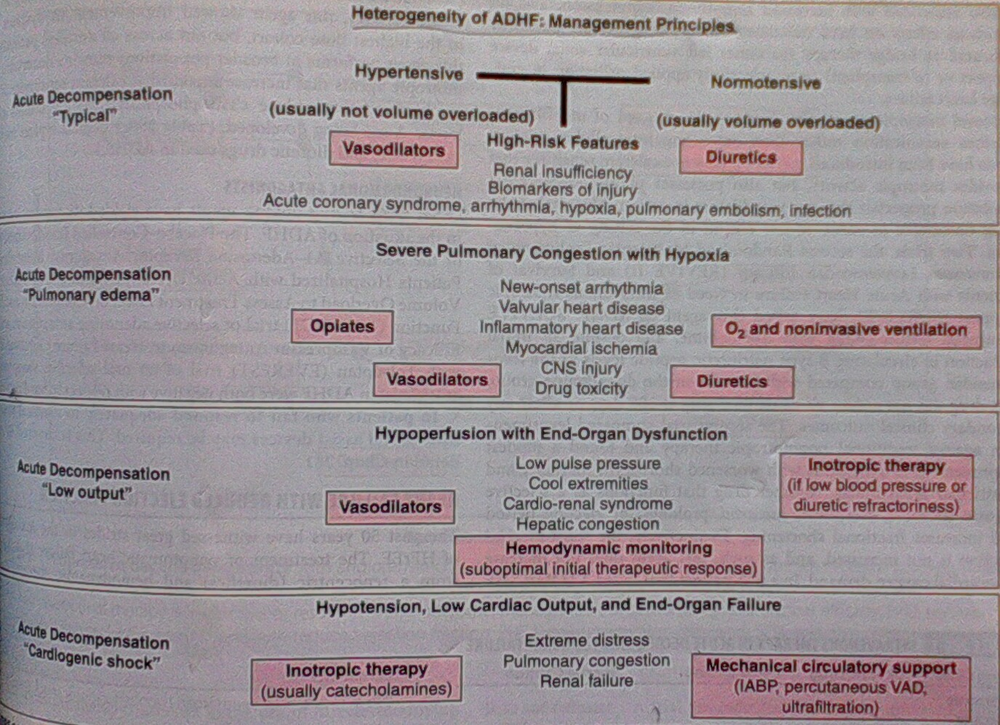 Heterogeneity of ADHF: Management Principles
Acute Decompensation
"Typical"
Hypertensive
Normotensive
(usually not volume overloaded)
(usually volume overloaded)
Vasodilators
High-Risk Features
Diuretics
Renal insufficiency
Biomarkers of injury
Acute coronary syndrome, arrhythmia, hypoxia, pulmonary embolism, infection
Severe Pulmonary Congestion with Hypoxia
Acute Decompensation
"Pulmonary edema"
New-onset arrhythmia
Valvular heart disease
Inflammatory heart disease
Myocardial ischemia
CNS injury
Drug toxicity
Opiates
O₂ and noninvasive ventilation
Vasodilators
Diuretics
Hypoperfusion with End-Organ Dysfunction
Acute Decompensation
"Low output"
Low pulse pressure
Cool extremities
Cardio-renal syndrome
Hepatic congestion
Vasodilators
Inotropic therapy
(if low blood pressure or
diuretic refractoriness)
Hemodynamic monitoring
(suboptimal initial therapeutic response)
Hypotension, Low Cardiac Output, and End-Organ Failure
Acute Decompensation
"Cardiogenic shock"
Extreme distress
Pulmonary congestion
Renal failure
Inotropic therapy
(usually catecholamines)
Mechanical circulatory support
(IABP, percutaneous VAD,
ultrafiltration)